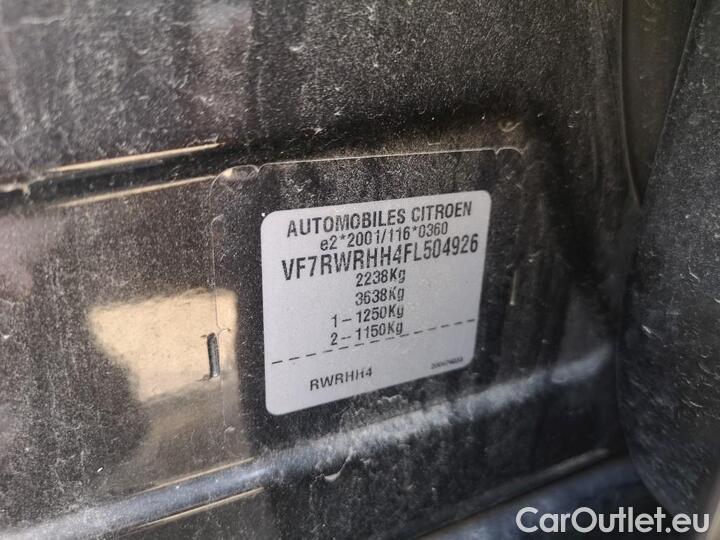 AUTOMOBILES CITROEN
e2*2001/116*0360
VF7RWRHH4FL504926
2238Kg
3638Kg
1-1250Kg
2-1150Kg
RWRHH4
CarOutlet.eu